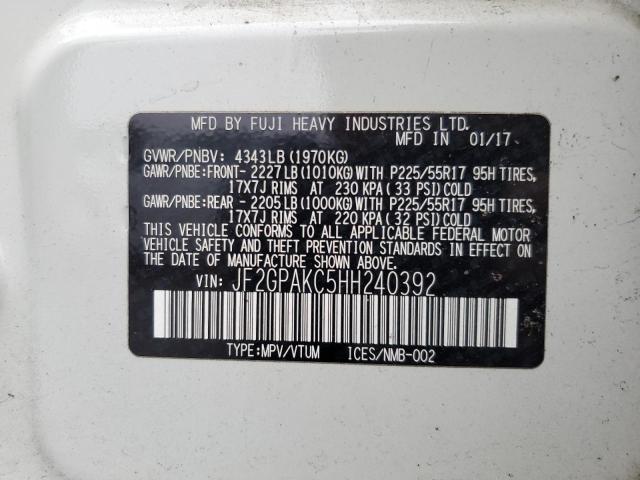 MFD BY FUJI HEAVY INDUSTRIES LTD.
MFD IN 01/17
GVWR/PNBV: 4343LB(1970KG)
GAWR/PNBE:FRONT- 2227LB(1010KG)WITH P225/55R17 95H TIRES,
17X7J RIMS AT 230 KPA(33 PSI)COLD
GAWR/PNBE:REAR - 2205LB(1000KG)WITH P225/55R17 95H TIRES,
17X7J RIMS AT 220 KPA(32 PSI)COLD
THIS VEHICLE CONFORMS TO ALL APPLICABLE FEDERAL MOTOR
VEHICLE SAFETY AND THEFT PREVENTION STANDARDS IN EFFECT ON
THE DATE OF MANUFACTURE SHOWN ABOVE.
VIN: JF2GPAKC5HH240392
TYPE:MPV/VTUM ICES/NMB-002